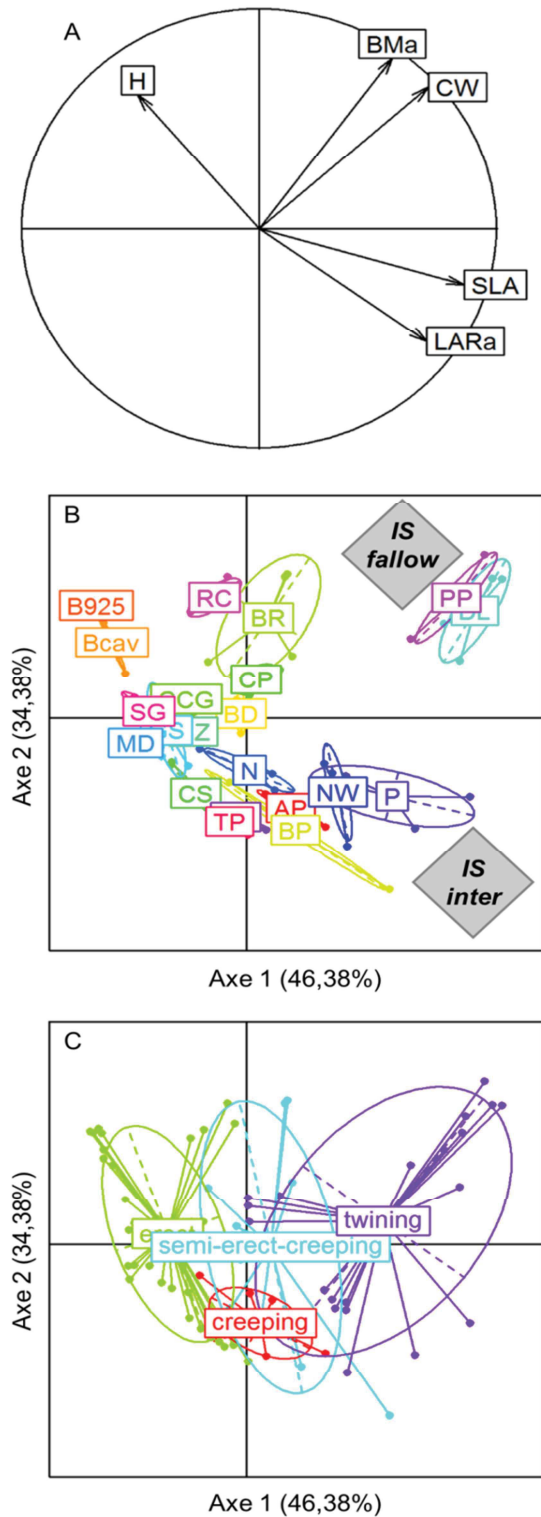 A
BMa
H
CW
SLA
LARa
B
IS
fallow
RC
PP
BR
B925
Bcav
CP
CG
SG
BD
S
Z
MD
N
CS
NW
P
AP
TP
BP
IS
inter
Axe 2 (34,38%)
Axe 1 (46,38%)
C
twining
semi-erect-creeping
creeping
Axe 2 (34,38%)
Axe 1 (46,38%)